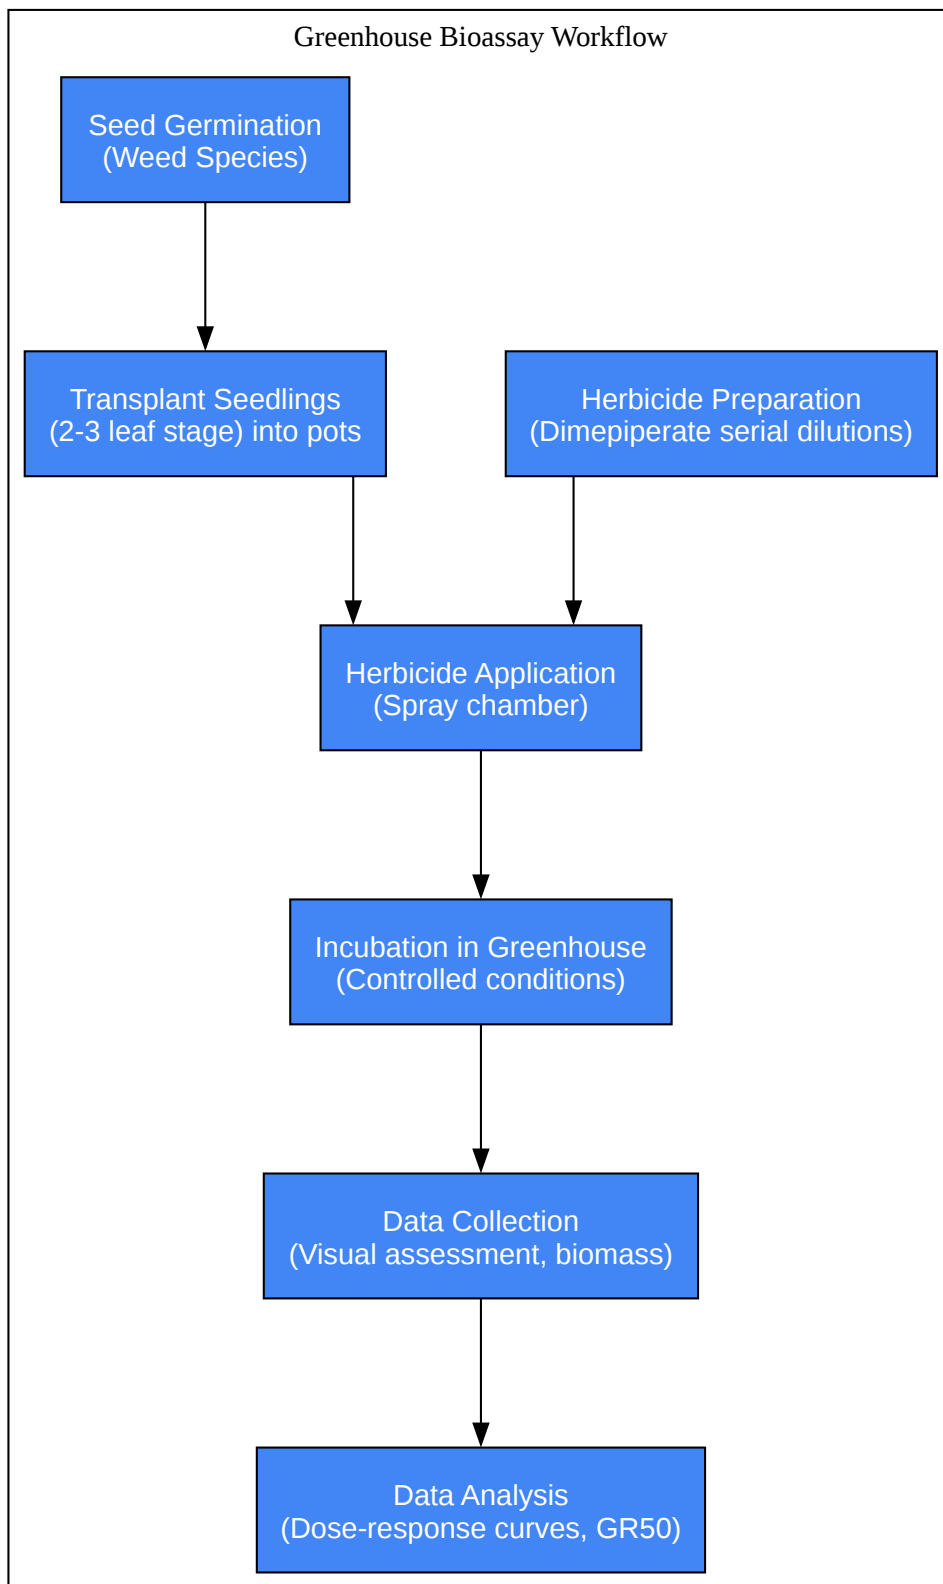 Greenhouse Bioassay Workflow
Seed Germination
(Weed Species)
Transplant Seedlings
(2-3 leaf stage) into pots
Herbicide Preparation
(Dimepiperate serial dilutions)
Herbicide Application
(Spray chamber)
Incubation in Greenhouse
(Controlled conditions)
Data Collection
(Visual assessment, biomass)
Data Analysis
(Dose-response curves, GR50)